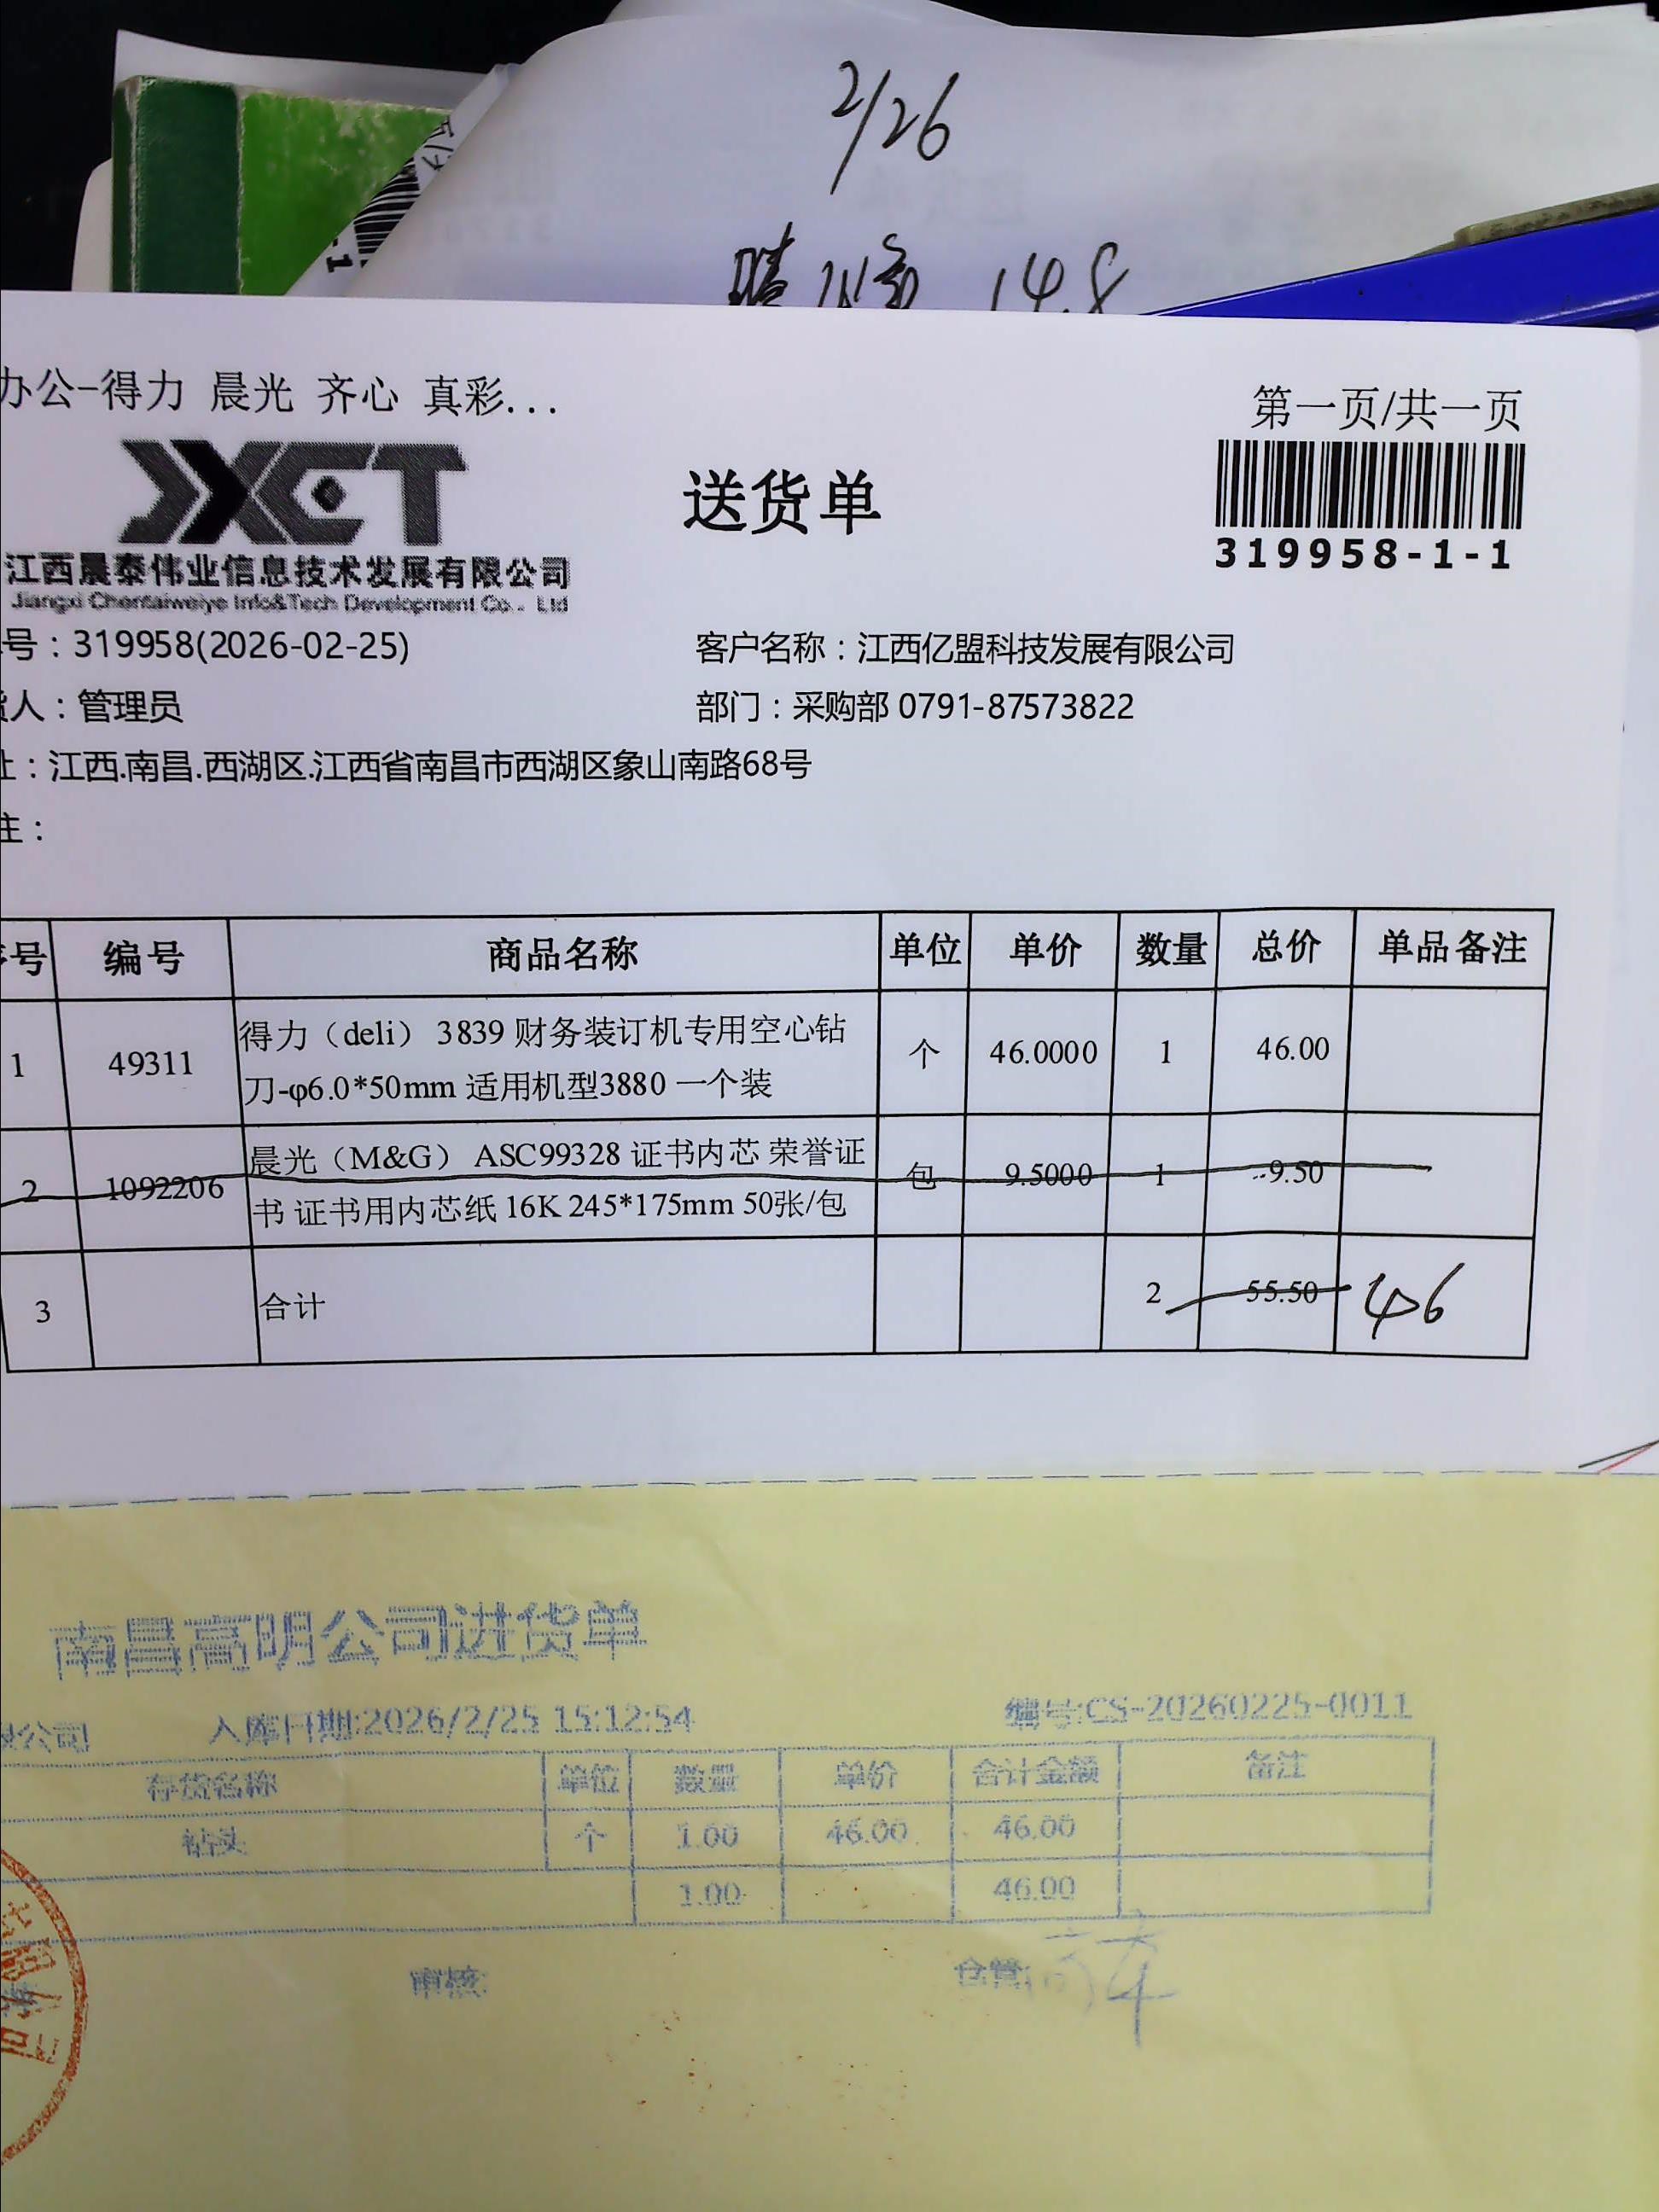 2/26
14.8
办公-得力 晨光 齐心 真彩...
第一页/共一页
JXCT
送货单
319958-1-1
江西晨泰伟业信息技术发展有限公司
Jiangxi Chentaiweiye Info&Tech Development Co., Ltd
号：319958(2026-02-25)
客户名称：江西亿盟科技发展有限公司
人：管理员
部门：采购部 0791-87573822
址：江西.南昌.西湖区.江西省南昌市西湖区象山南路68号
注：
序号 编号 商品名称 单位 单价 数量 总价 单品备注
1 49311 得力（deli） 3839 财务装订机专用空心钻 个 46.0000 1 46.00
刀-φ6.0*50mm 适用机型3880 一个装
2 1092206 晨光（M&G） ASC99328 证书内芯 荣誉证 包 9.5000 1 9.50
书 证书用内芯纸 16K 245*175mm 50张/包
3 合计 2 55.50 46
南昌高明公司进货单
限公司 入库日期:2026/2/25 15:12:54 编号:CS-20260225-0011
存货名称 单位 数量 单价 合计金额 备注
钻头 个 1.00 46.00 46.00
1.00 46.00
审核: 仓管: